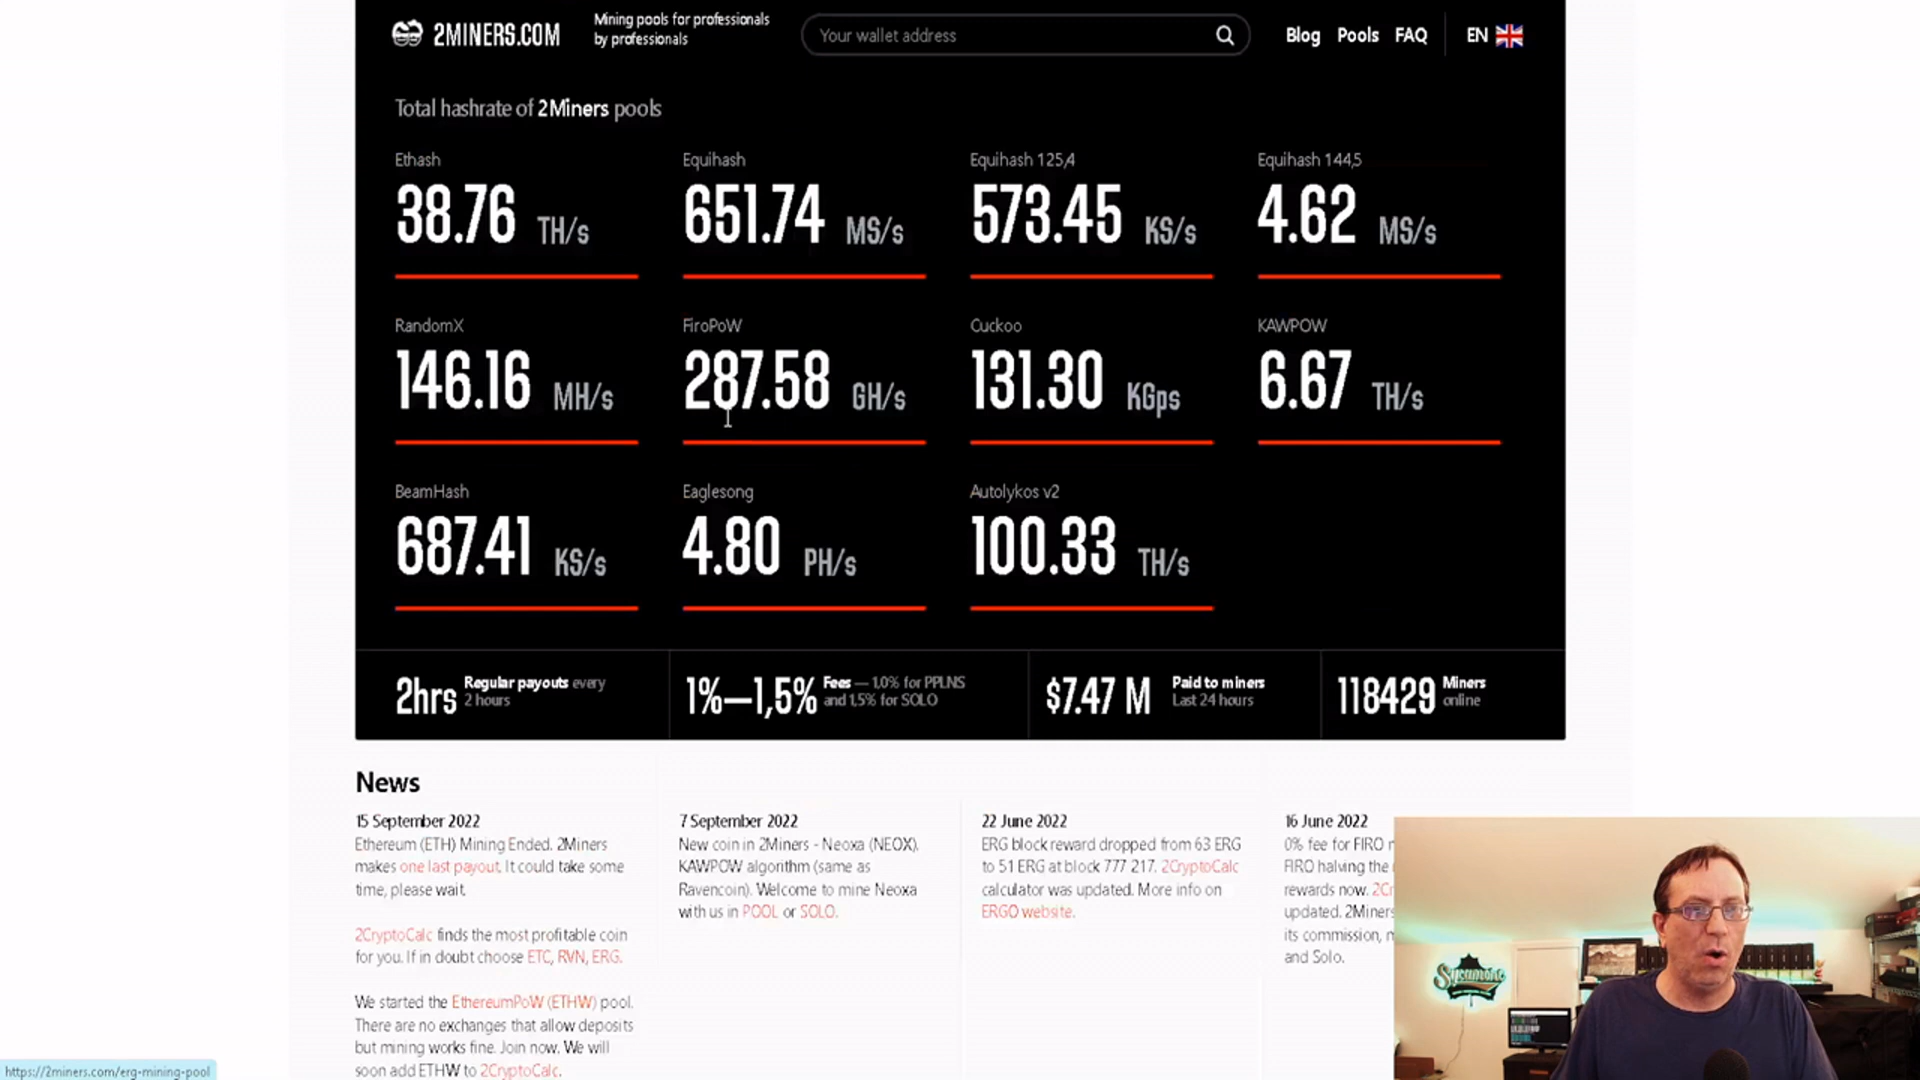 2MINERS.COM
Mining pools for professionals
by professionals
Your wallet address
Blog Pools FAQ EN
Total hashrate of 2Miners pools
Ethash
38.76 TH/s
Equihash
651.74 MS/s
Equihash 125,4
573.45 KS/s
Equihash 144,5
4.62 MS/s
RandomX
146.16 MH/s
FiroPoW
287.58 GH/s
Cuckoo
131.30 KGps
KAWPOW
6.67 TH/s
BeamHash
687.41 KS/s
Eaglesong
4.80 PH/s
Autolykos v2
100.33 TH/s
2hrs Regular payouts every
2 hours
1%—1,5% Fees — 1,0% for PPLNS
and 1,5% for SOLO
$7.47 M Paid to miners
Last 24 hours
118429 Miners
online
News
15 September 2022
Ethereum (ETH) Mining Ended. 2Miners
makes one last payout. It could take some
time, please wait.
2CryptoCalc finds the most profitable coin
for you. If in doubt choose ETC, RVN, ERG.
We started the EthereumPoW (ETHW) pool.
There are no exchanges that allow deposits
but mining works fine. Join now. We will
soon add ETHW to 2CryptoCalc.
7 September 2022
New coin in 2Miners - Neoxa (NEOX).
KAWPOW algorithm (same as
Ravencoin). Welcome to mine Neoxa
with us in POOL or SOLO.
22 June 2022
ERG block reward dropped from 63 ERG
to 51 ERG at block 777 217. 2CryptoCalc
calculator was updated. More info on
ERGO website.
16 June 2022
0% fee for FIRO
FIRO halving the
rewards now. 2Cr
updated. 2Miners
its commission,
and Solo.
Sycamore
https://2miners.com/erg-mining-pool